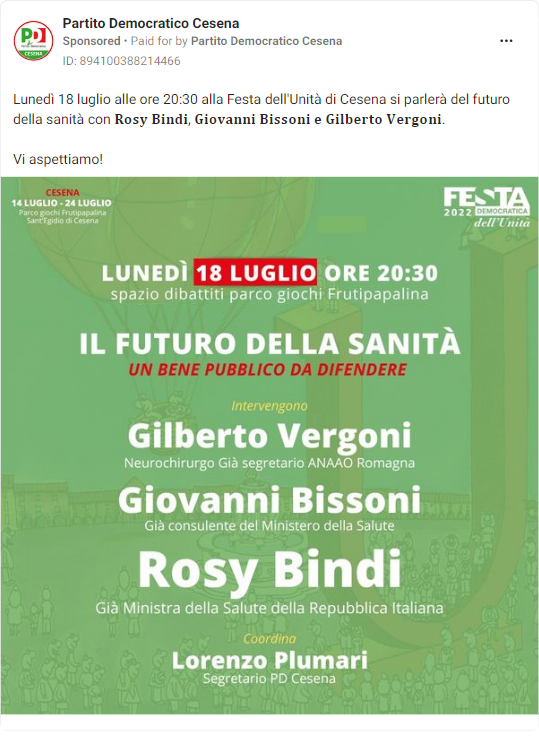 Partito Democratico Cesena
Sponsored • Paid for by Partito Democratico Cesena
ID: 894100388214466
PD
Partito Democratico
CESENA
Lunedì 18 luglio alle ore 20:30 alla Festa dell'Unità di Cesena si parlerà del futuro
della sanità con Rosy Bindi, Giovanni Bissoni e Gilberto Vergoni.
Vi aspettiamo!
CESENA
14 LUGLIO - 24 LUGLIO
Parco giochi Frutipapalina
Sant'Egidio di Cesena
FESTA
2022 DEMOCRATICA
dell'Unità
LUNEDÌ 18 LUGLIO ORE 20:30
spazio dibattiti parco giochi Frutipapalina
IL FUTURO DELLA SANITÀ
UN BENE PUBBLICO DA DIFENDERE
Intervengono
Gilberto Vergoni
Neurochirurgo Già segretario ANAAO Romagna
Giovanni Bissoni
Già consulente del Ministero della Salute
Rosy Bindi
Già Ministra della Salute della Repubblica Italiana
Coordina
Lorenzo Plumari
Segretario PD Cesena